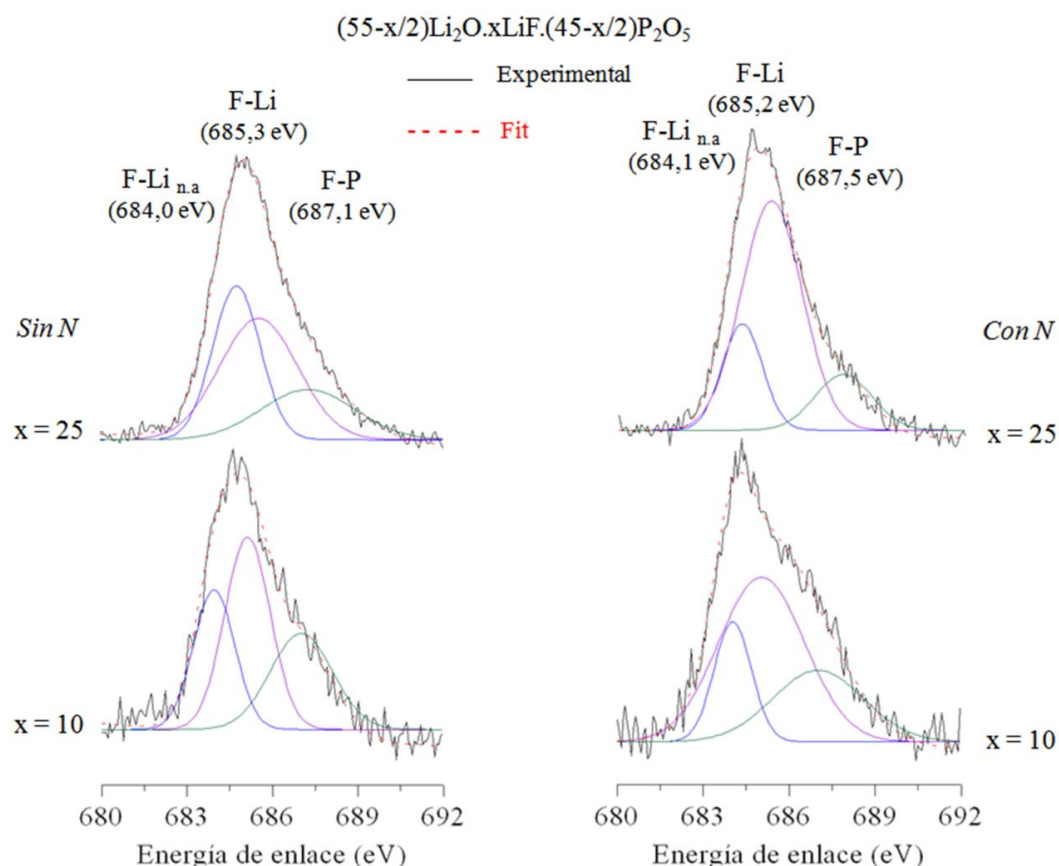 (55-x/2)Li₂O.xLiF.(45-x/2)P₂O₅
Experimental
Fit
F-Li
(685,3 eV)
F-Li n.a
(684,0 eV)
F-P
(687,1 eV)
F-Li
(685,2 eV)
F-Li n.a
(684,1 eV)
F-P
(687,5 eV)
Sin N
Con N
x = 25
x = 25
x = 10
x = 10
680 683 686 689 692
680 683 686 689 692
Energía de enlace (eV)
Energía de enlace (eV)